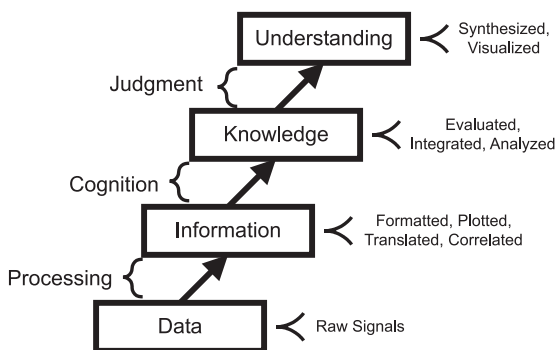 Understanding
Synthesized,
Visualized
Judgment
Knowledge
Evaluated,
Integrated, Analyzed
Cognition
Information
Formatted, Plotted,
Translated, Correlated
Processing
Data
Raw Signals